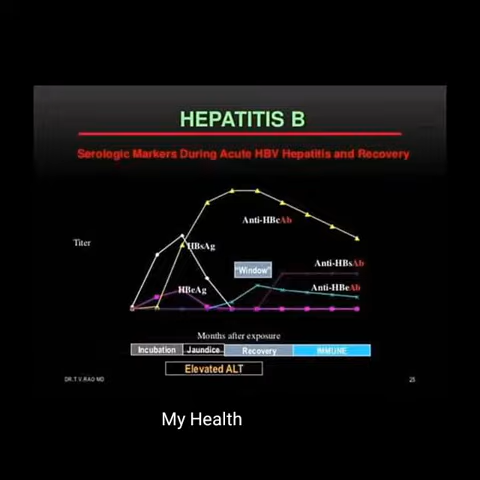 HEPATITIS B
Serologic Markers During Acute HBV Hepatitis and Recovery
Anti-HBcAb
Titer
HBsAg
Anti-HBsAb
"Window"
Anti-HBeAb
HBeAg
Months after exposure
Incubation Jaundice Recovery IMMUNE
Elevated ALT
DR.T.V.RAO MD 25
My Health